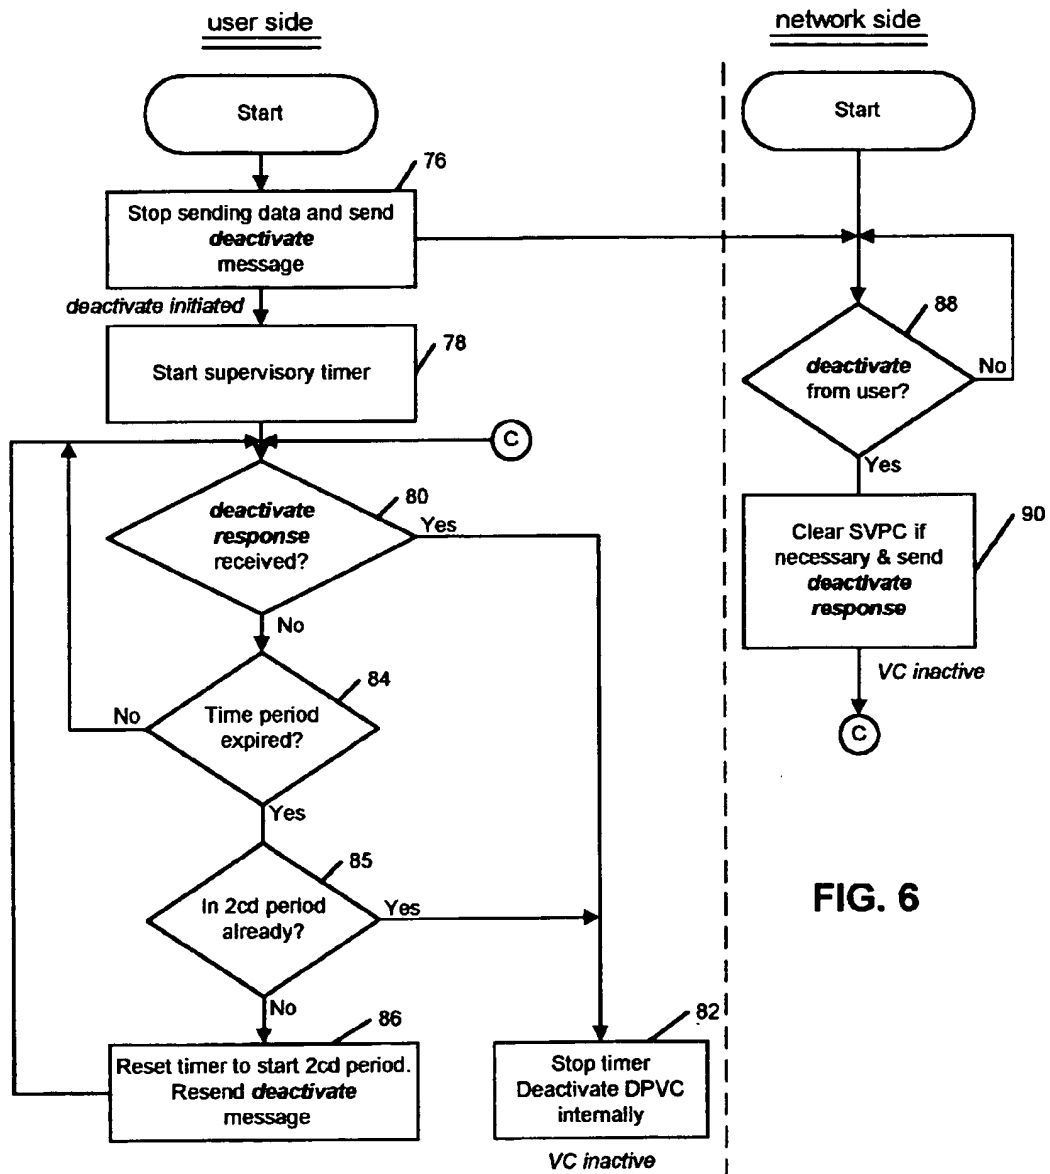 user side
network side
Start
Start
76
Stop sending data and send
deactivate
message
deactivate initiated
88
78
Start supervisory timer
deactivate
from user?
No
C
Yes
80
deactivate
response
received?
Yes
90
Clear SVPC if
necessary & send
deactivate
response
No
VC inactive
84
Time period
expired?
No
C
Yes
85
In 2cd period
already?
Yes
FIG. 6
No
86
Reset timer to start 2cd period.
Resend deactivate
message
82
Stop timer
Deactivate DPVC
internally
VC inactive